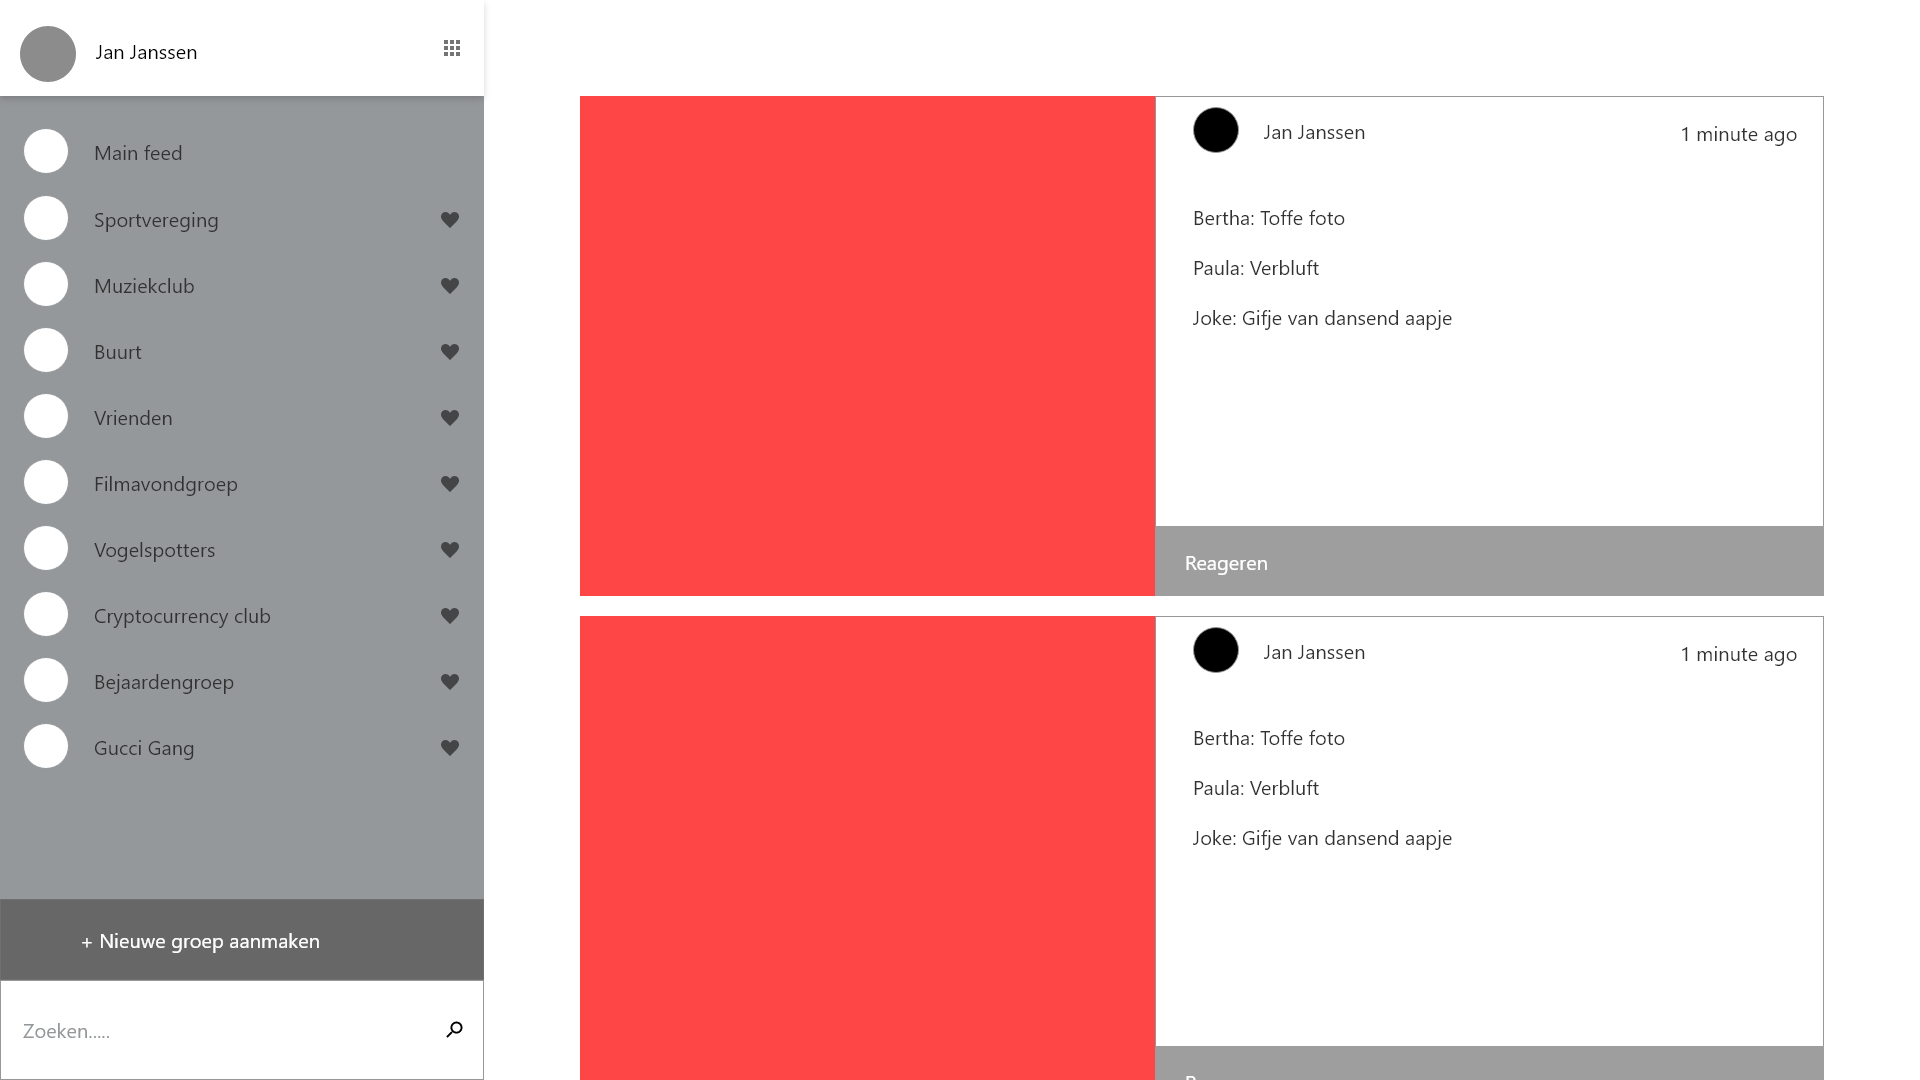 Jan Janssen
Main feed
Sportvereging
Muziekclub
Buurt
Vrienden
Filmavondgroep
Vogelspotters
Cryptocurrency club
Bejaardengroep
Gucci Gang
+ Nieuwe groep aanmaken
Zoeken.....
Jan Janssen
1 minute ago
Bertha: Toffe foto
Paula: Verbluft
Joke: Gifje van dansend aapje
Reageren
Jan Janssen
1 minute ago
Bertha: Toffe foto
Paula: Verbluft
Joke: Gifje van dansend aapje